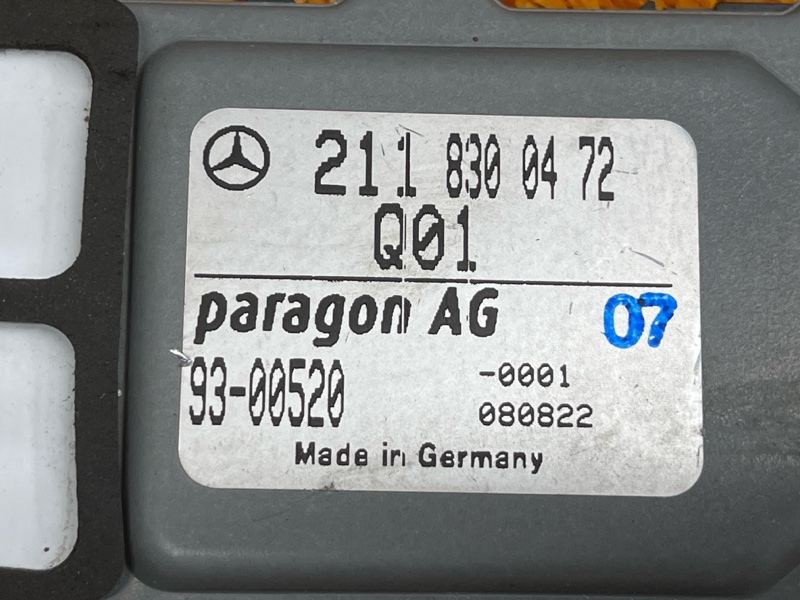 211 830 04 72
Q01
paragon AG 07
93-00520 -0001
080822
Made in Germany